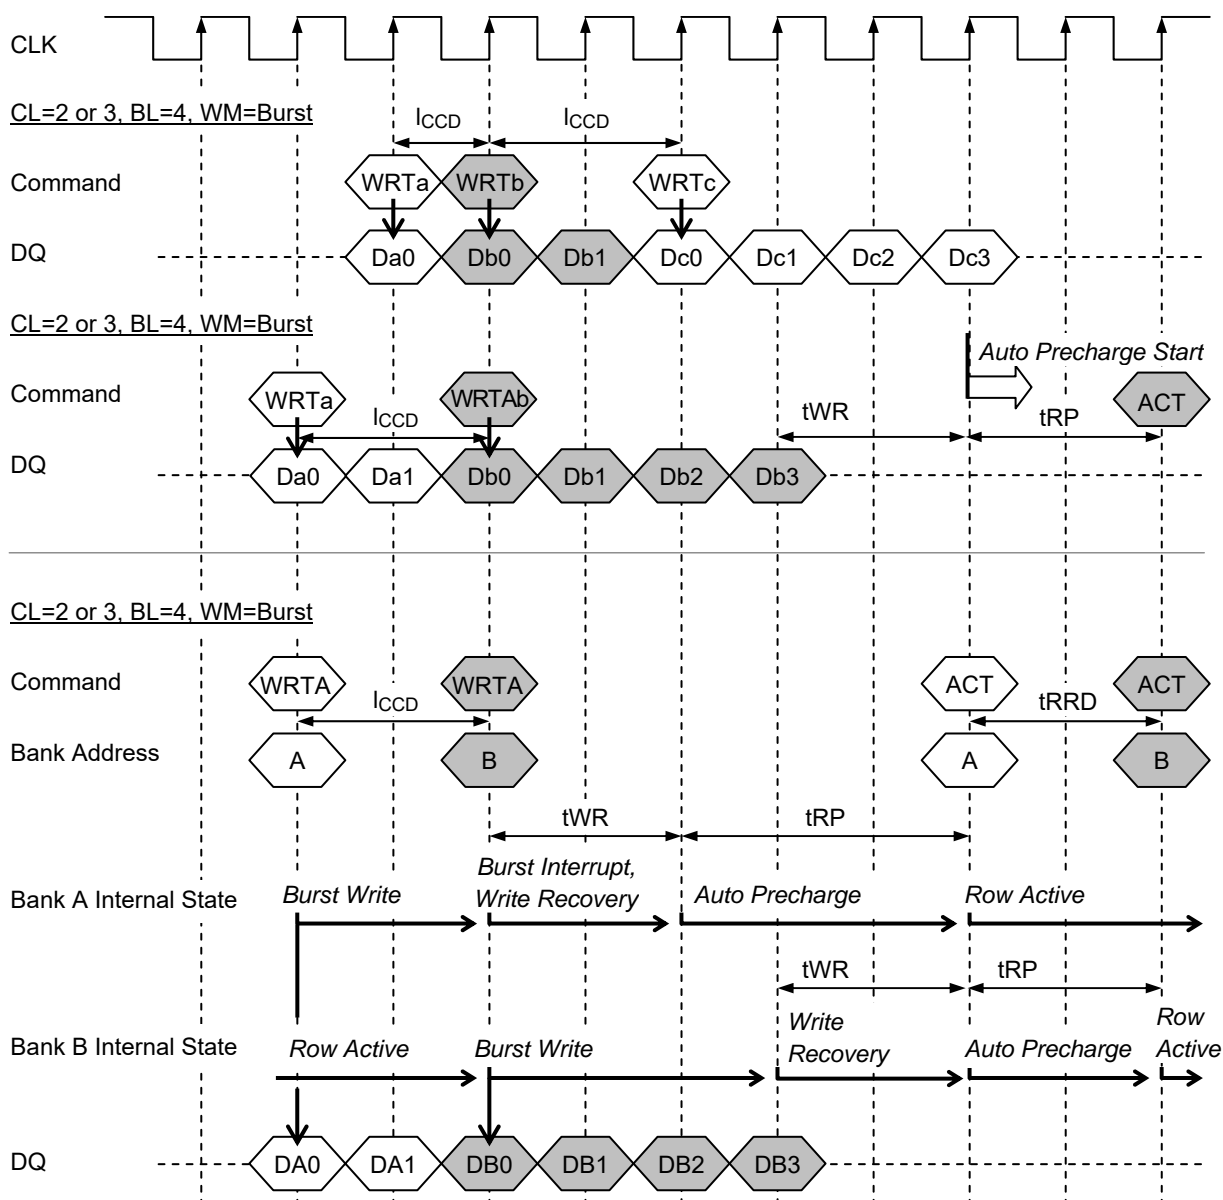 CLK
CL=2 or 3, BL=4, WM=Burst
lCCD lCCD
Command WRTa WRTb WRTc
DQ Da0 Db0 Db1 Dc0 Dc1 Dc2 Dc3
CL=2 or 3, BL=4, WM=Burst
Auto Precharge Start
Command WRTa WRTAb ACT
lCCD tWR tRP
DQ Da0 Da1 Db0 Db1 Db2 Db3
CL=2 or 3, BL=4, WM=Burst
Command WRTA WRTA ACT ACT
lCCD tRRD
Bank Address A B A B
tWR tRP
Burst Interrupt,
Bank A Internal State Burst Write Write Recovery Auto Precharge Row Active
tWR tRP
Write Row
Bank B Internal State Row Active Burst Write Recovery Auto Precharge Active
DQ DA0 DA1 DB0 DB1 DB2 DB3